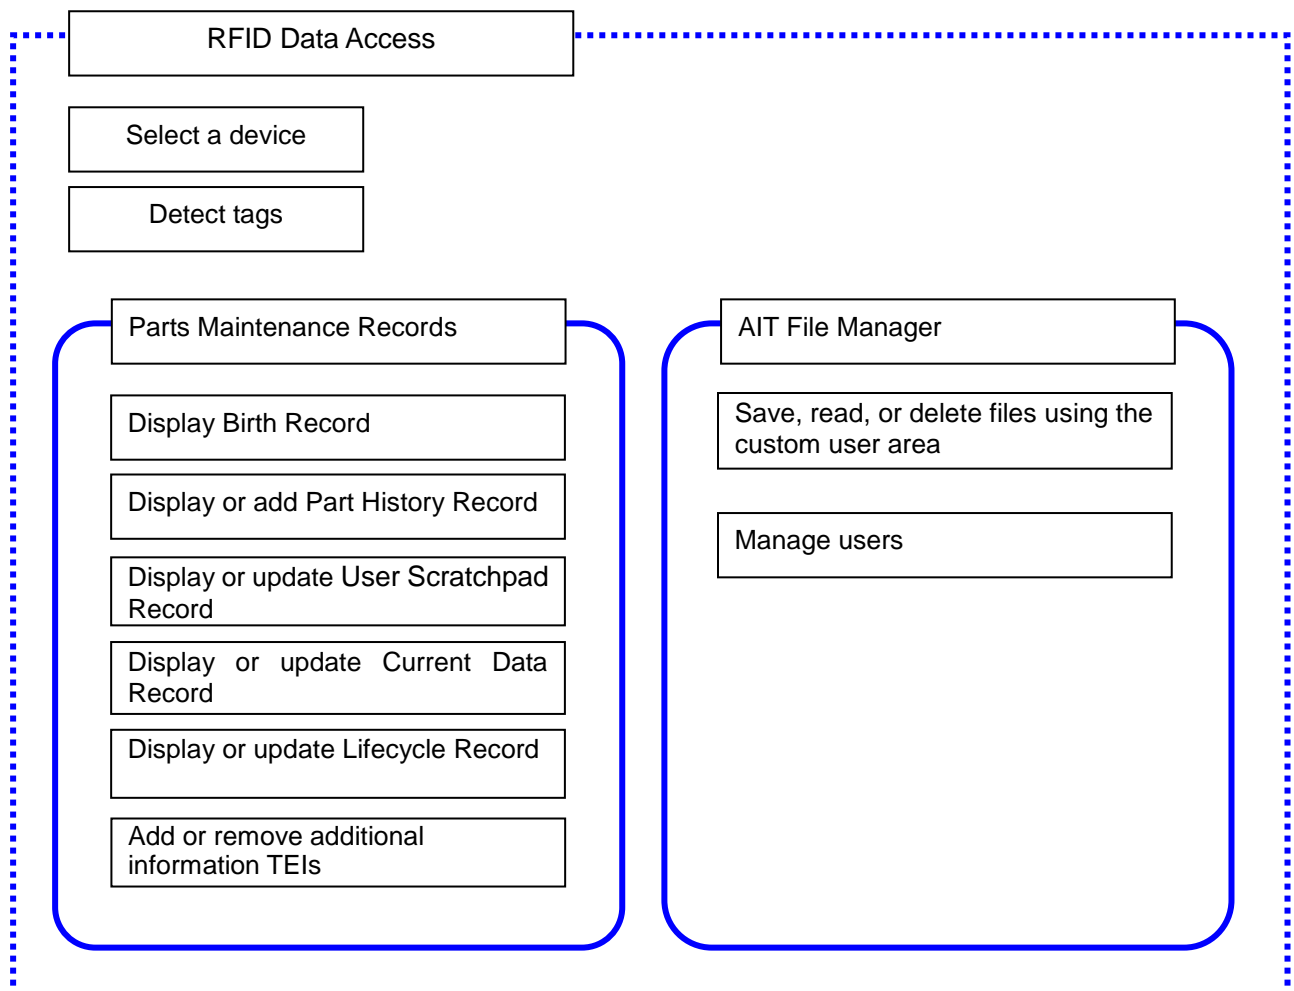 RFID Data Access
Select a device
Detect tags
Parts Maintenance Records
Display Birth Record
Display or add Part History Record
Display or update User Scratchpad
Record
Display or update Current Data
Record
Display or update Lifecycle Record
Add or remove additional
information TEIs
AIT File Manager
Save, read, or delete files using the
custom user area
Manage users